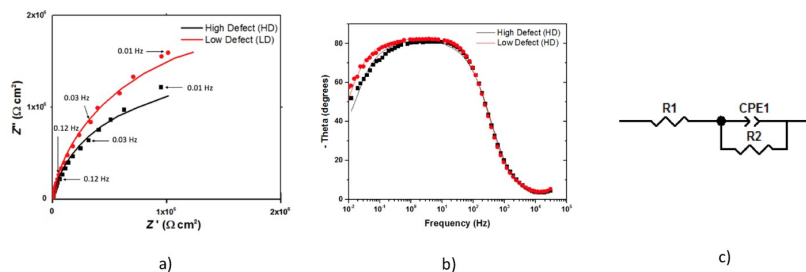 2x10⁶
High Defect (HD)
Low Defect (LD)
0.01 Hz
0.01 Hz
0.03 Hz
1x10⁶
0.12 Hz
0.03 Hz
0.12 Hz
0
0
1x10⁶
2x10⁶
Z'' (Ω cm²)
Z' (Ω cm²)
a)
High Defect (HD)
Low Defect (HD)
80
60
40
20
0
- Theta (degrees)
10⁻² 10⁻¹ 10⁰ 10¹ 10² 10³ 10⁴ 10⁵
Frequency (Hz)
b)
R1
CPE1
R2
c)